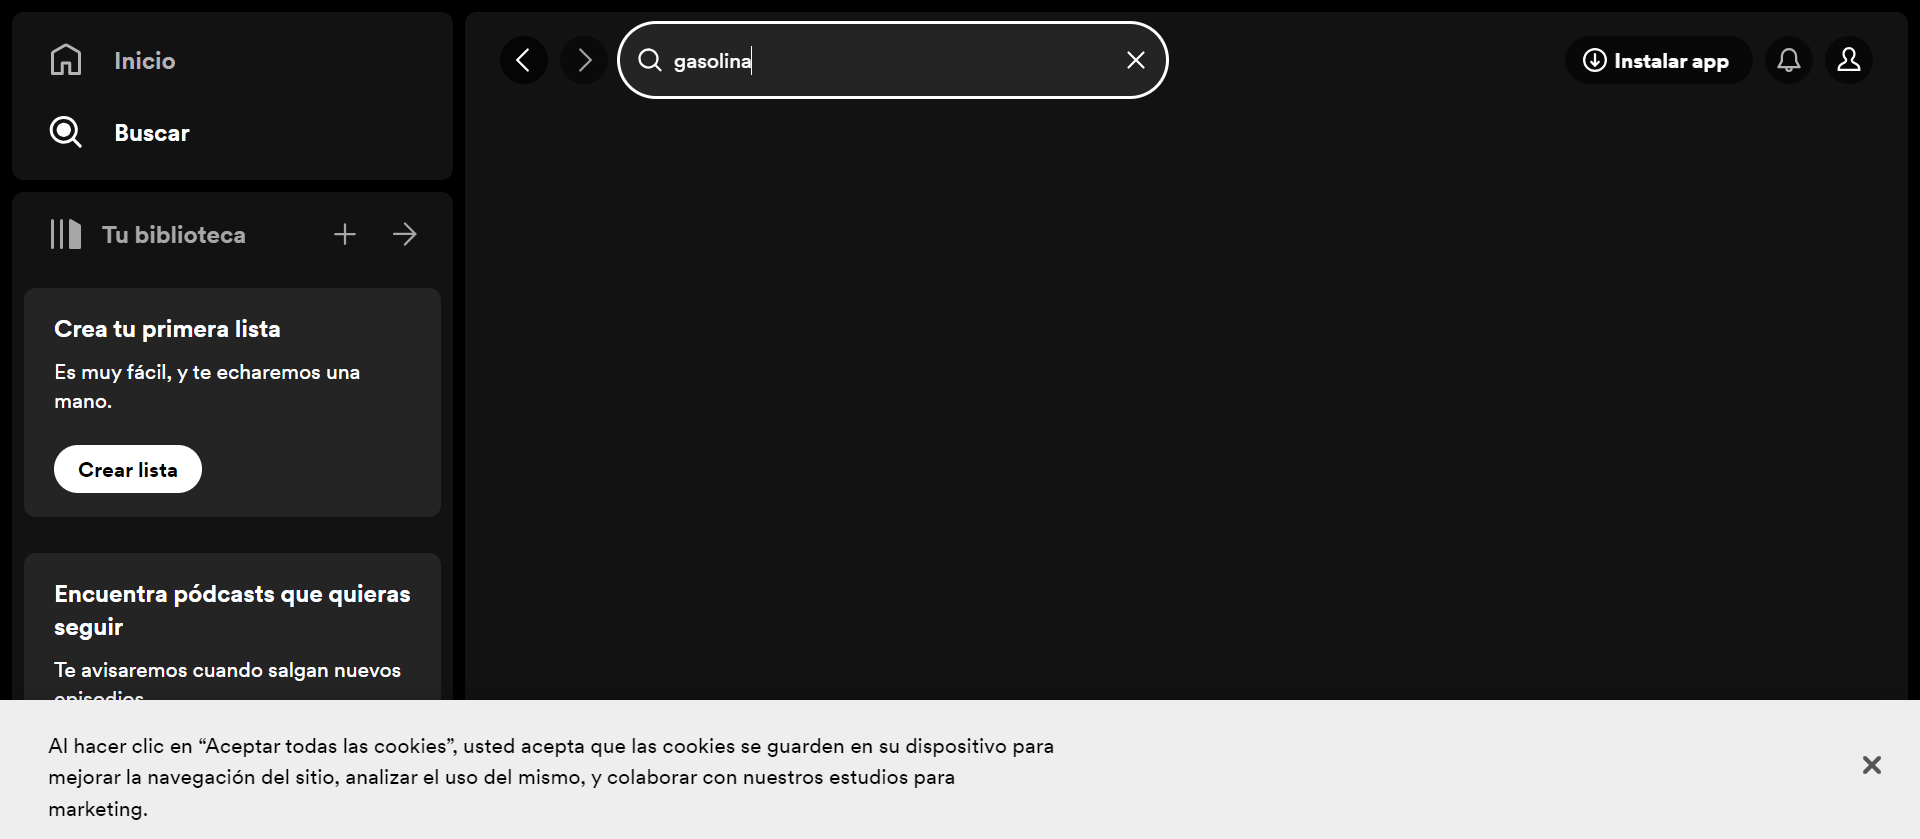 Inicio
Buscar
Tu biblioteca
Crea tu primera lista
Es muy fácil, y te echaremos una
mano.
Crear lista
Encuentra pódcasts que quieras
seguir
Te avisaremos cuando salgan nuevos
episodios
gasolina
Instalar app
Al hacer clic en “Aceptar todas las cookies”, usted acepta que las cookies se guarden en su dispositivo para
mejorar la navegación del sitio, analizar el uso del mismo, y colaborar con nuestros estudios para
marketing.